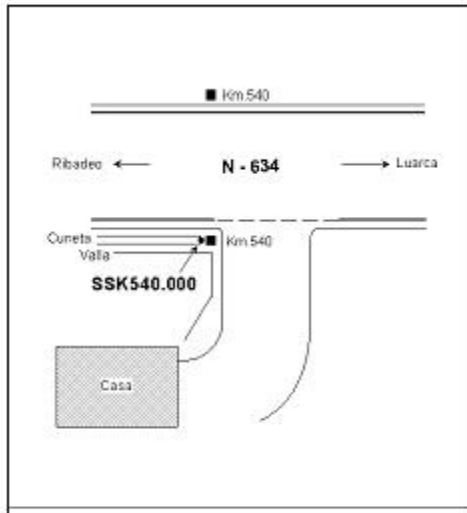 Km.540
Ribadeo
N - 634
Luarca
Cuneta
Km.540
Valla
SSK540.000
Casa